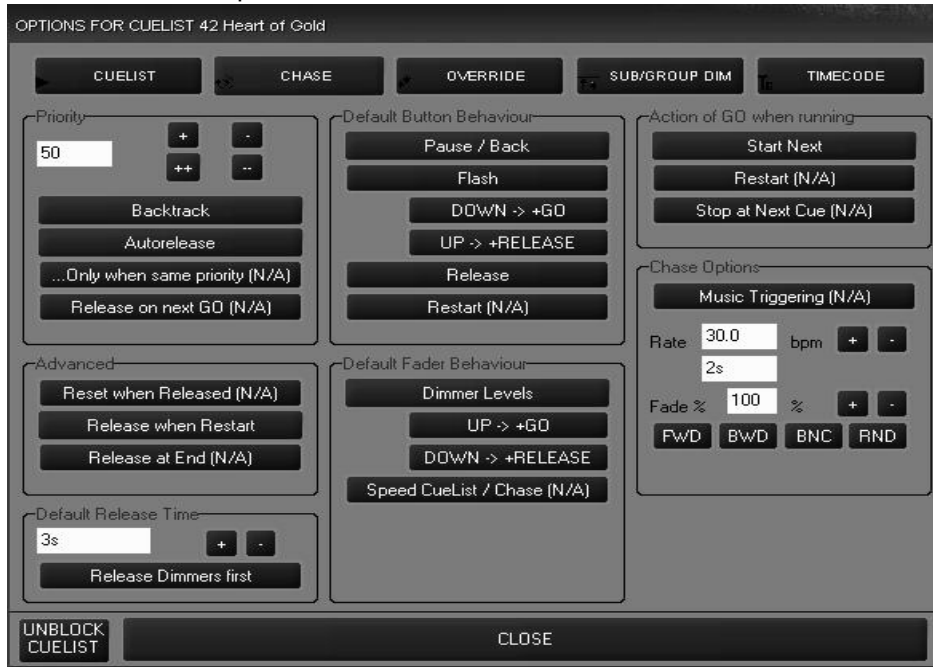 OPTIONS FOR CUELIST 42 Heart of Gold
CUELIST
CHASE
OVERRIDE
SUB/GROUP DIM
TIMECODE
Priority
50
+
-
++
--
Backtrack
Autorelease
...Only when same priority (N/A)
Release on next GO (N/A)
Advanced
Reset when Released (N/A)
Release when Restart
Release at End (N/A)
Default Release Time
3s
+
-
Release Dimmers first
Default Button Behaviour
Pause / Back
Flash
DOWN -> +GO
UP -> +RELEASE
Release
Restart (N/A)
Default Fader Behaviour
Dimmer Levels
UP -> +GO
DOWN -> +RELEASE
Speed CueList / Chase (N/A)
Action of GO when running
Start Next
Restart (N/A)
Stop at Next Cue (N/A)
Chase Options
Music Triggering (N/A)
Rate 30.0 bpm + -
2s
Fade % 100 % + -
FWD BWD BNC RND
UNBLOCK
CUELIST
CLOSE